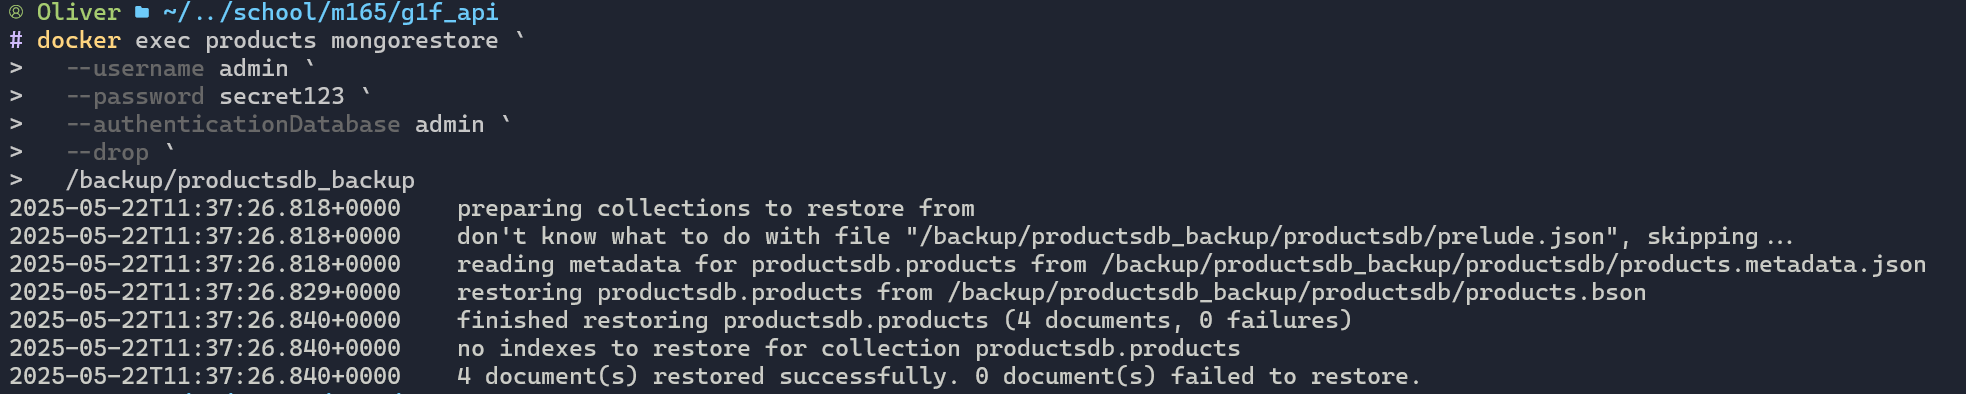 Oliver ~/../school/m165/g1f_api
# docker exec products mongorestore `
>   --username admin `
>   --password secret123 `
>   --authenticationDatabase admin `
>   --drop `
>   /backup/productsdb_backup
2025-05-22T11:37:26.818+0000    preparing collections to restore from
2025-05-22T11:37:26.818+0000    don't know what to do with file "/backup/productsdb_backup/productsdb/prelude.json", skipping...
2025-05-22T11:37:26.818+0000    reading metadata for productsdb.products from /backup/productsdb_backup/productsdb/products.metadata.json
2025-05-22T11:37:26.829+0000    restoring productsdb.products from /backup/productsdb_backup/productsdb/products.bson
2025-05-22T11:37:26.840+0000    finished restoring productsdb.products (4 documents, 0 failures)
2025-05-22T11:37:26.840+0000    no indexes to restore for collection productsdb.products
2025-05-22T11:37:26.840+0000    4 document(s) restored successfully. 0 document(s) failed to restore.